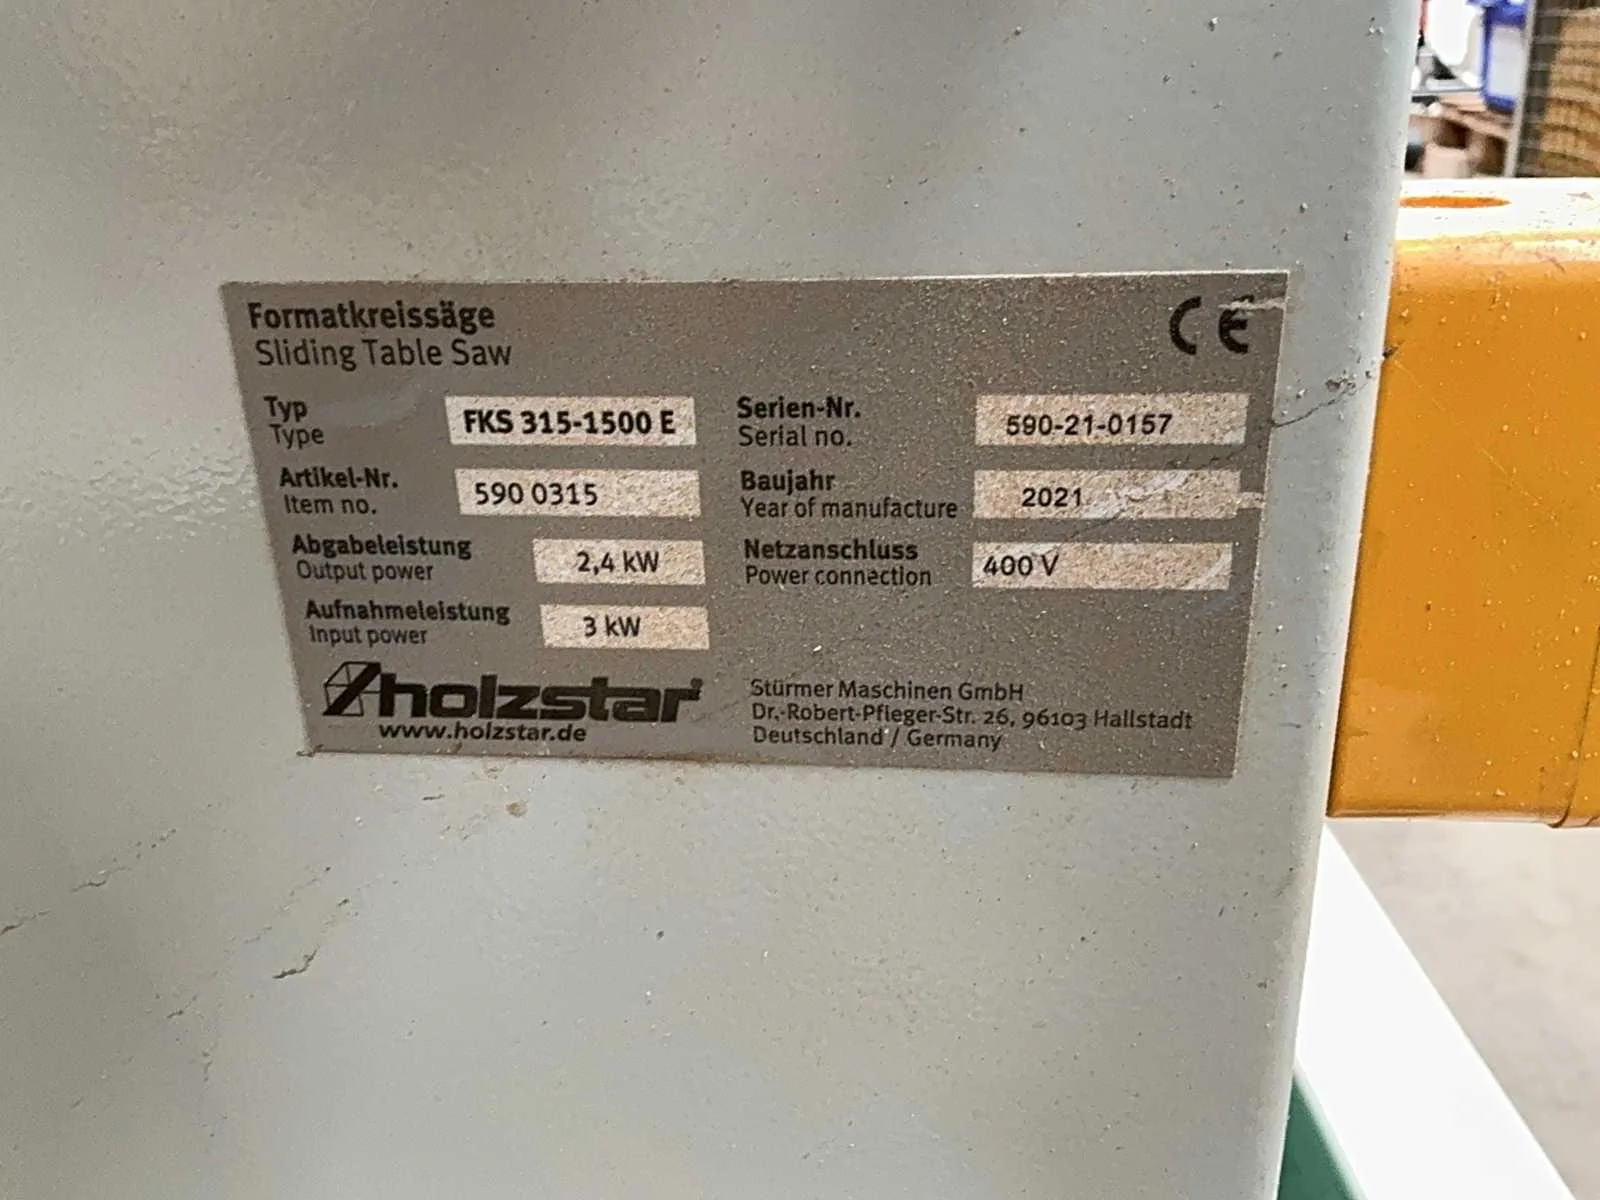 Formatkreissäge
Sliding Table Saw
CE
Typ
Type
FKS 315-1500 E
Serien-Nr.
Serial no.
590-21-0157
Artikel-Nr.
Item no.
590 0315
Baujahr
Year of manufacture
2021
Abgabeleistung
Output power
2,4 kW
Netzanschluss
Power connection
400 V
Aufnahmeleistung
Input power
3 kW
holzstar
www.holzstar.de
Stürmer Maschinen GmbH
Dr.-Robert-Pfleger-Str. 26, 96103 Hallstadt
Deutschland / Germany